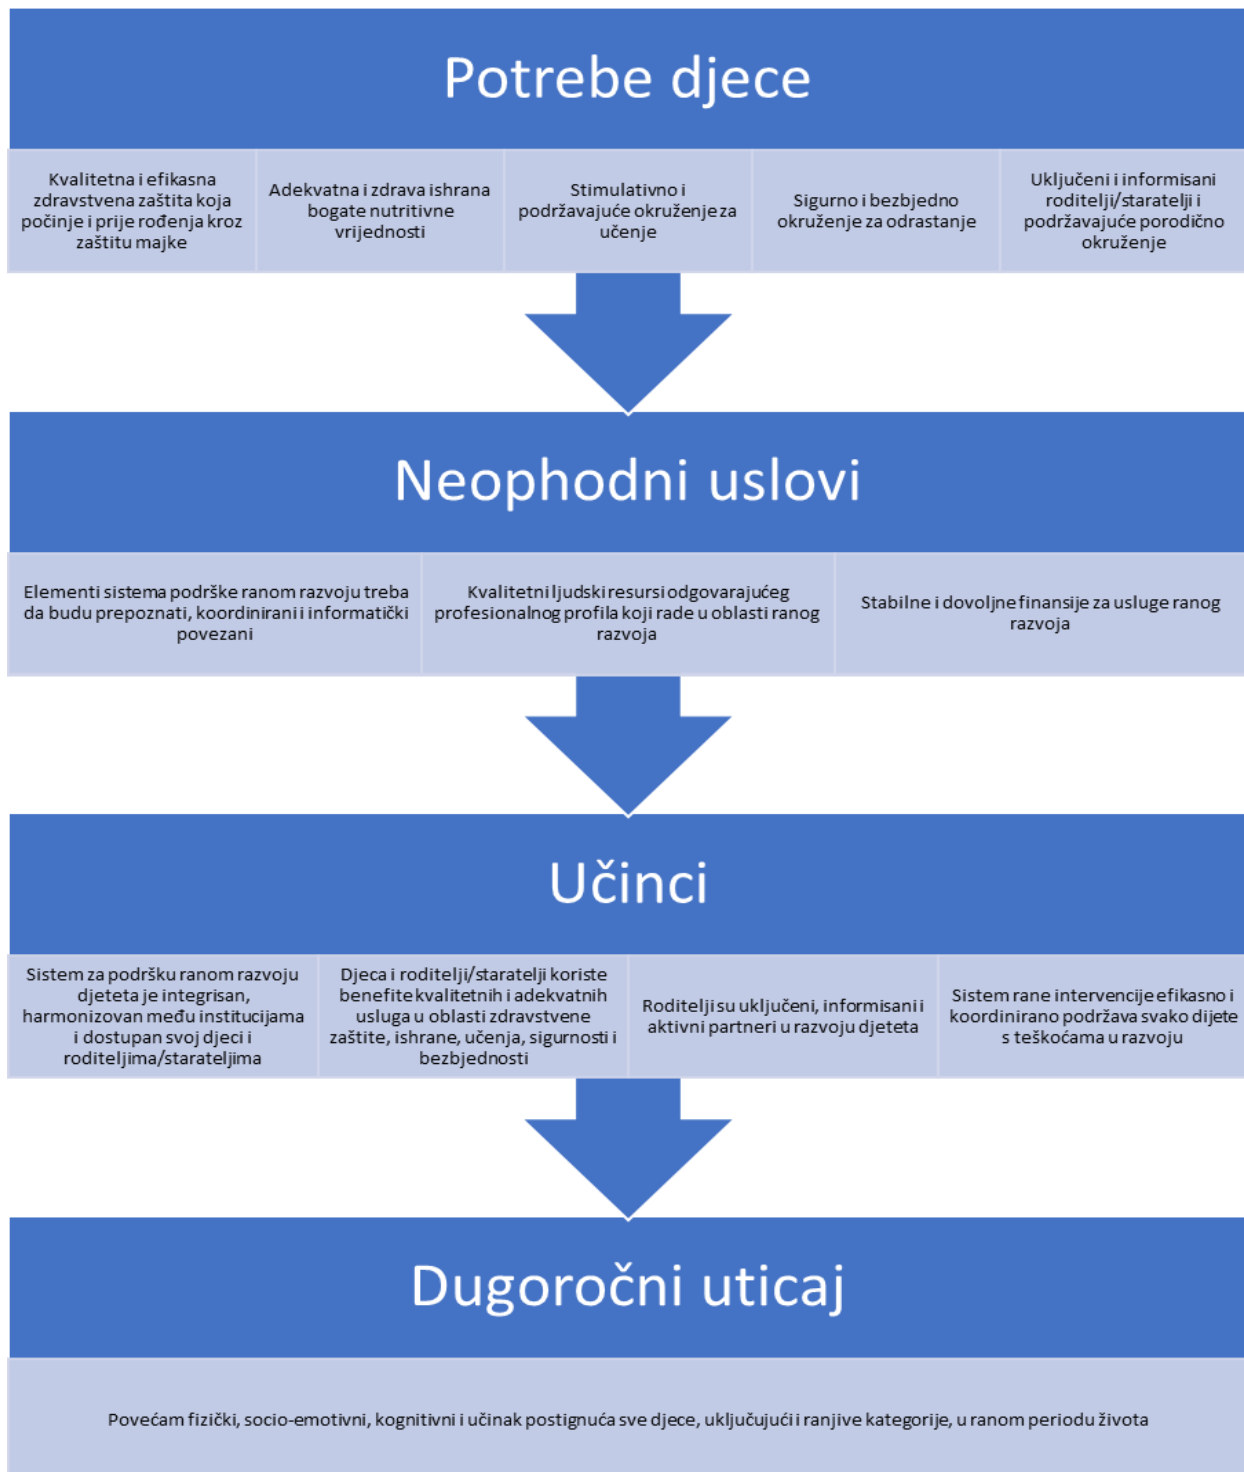 Potrebe djece
Kvalitetna i efikasna
zdravstvena zaštita koja
počinje i prije rođenja kroz
zaštitu majke
Adekvatna i zdrava ishrana
bogate nutritivne
vrijednosti
Stimulativno i
podržavajuće okruženje za
učenje
Sigurno i bezbjedno
okruženje za odrastanje
Uključeni i informisani
roditelji/staratelji i
podržavajuće porodično
okruženje
Neophodni uslovi
Elementi sistema podrške ranom razvoju treba
da budu prepoznati, koordinirani i informatički
povezani
Kvalitetni ljudski resursi odgovarajućeg
profesionalnog profila koji rade u oblasti ranog
razvoja
Stabilne i dovoljne finansije za usluge ranog
razvoja
Učinci
Sistem za podršku ranom razvoju
djeteta je integrisan,
harmonizovan među institucijama
i dostupan svoj djeci i
roditeljima/starateljima
Djeca i roditelji/staratelji koriste
benefite kvalitetnih i adekvatnih
usluga u oblasti zdravstvene
zaštite, ishrane, učenja, sigurnosti i
bezbjednosti
Roditelji su uključeni, informisani i
aktivni partneri u razvoju djeteta
Sistem rane intervencije efikasno i
koordinirano podržava svako dijete
s teškoćama u razvoju
Dugoročni uticaj
Povećam fizički, socio-emotivni, kognitivni i učinak postignuća sve djece, uključujući i ranjive kategorije, u ranom periodu života